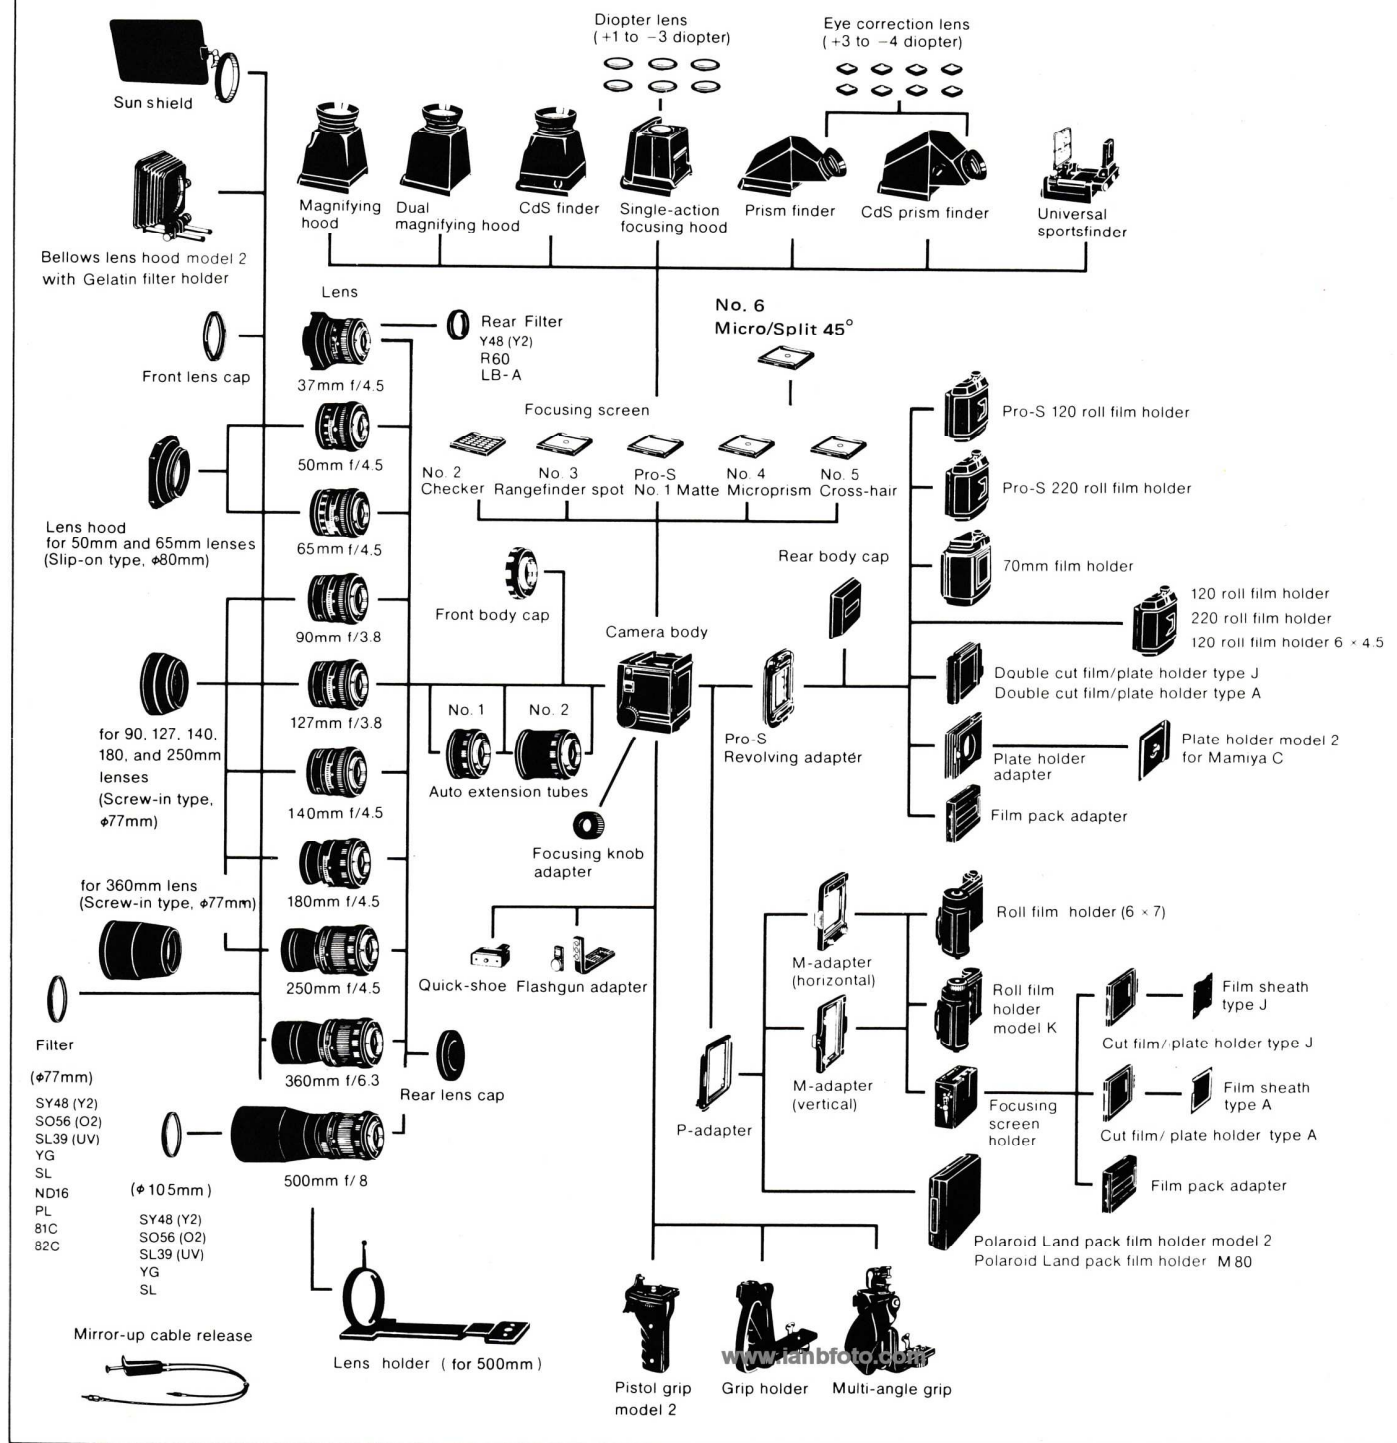 Diopter lens
(+1 to −3 diopter)
Eye correction lens
(+3 to −4 diopter)
Sun shield
Magnifying
hood
Dual
magnifying hood
CdS finder
Single-action
focusing hood
Prism finder
CdS prism finder
Universal
sportsfinder
Bellows lens hood model 2
with Gelatin filter holder
Lens
No. 6
Micro/Split 45°
Rear Filter
Y48 (Y2)
R60
LB-A
Front lens cap
37mm f/4.5
Focusing screen
Pro-S 120 roll film holder
50mm f/4.5
No. 2
Checker
No. 3
Rangefinder spot
Pro-S
No. 1 Matte
No. 4
Microprism
No. 5
Cross-hair
Pro-S 220 roll film holder
Lens hood
for 50mm and 65mm lenses
(Slip-on type, φ80mm)
65mm f/4.5
Rear body cap
70mm film holder
120 roll film holder
220 roll film holder
120 roll film holder 6 × 4.5
Front body cap
90mm f/3.8
Camera body
Double cut film/plate holder type J
Double cut film/plate holder type A
127mm f/3.8
No. 1
No. 2
for 90, 127, 140,
180, and 250mm
lenses
(Screw-in type,
φ77mm)
Pro-S
Revolving adapter
Plate holder
adapter
Plate holder model 2
for Mamiya C
Auto extension tubes
140mm f/4.5
Film pack adapter
Focusing knob
adapter
for 360mm lens
(Screw-in type, φ77mm)
180mm f/4.5
Roll film holder (6 × 7)
M-adapter
(horizontal)
250mm f/4.5
Quick-shoe
Flashgun adapter
Roll film
holder
model K
Film sheath
type J
Cut film/plate holder type J
Filter
(φ77mm)
SY48 (Y2)
SO56 (O2)
SL39 (UV)
YG
SL
ND16
PL
81C
82C
360mm f/6.3
Rear lens cap
M-adapter
(vertical)
P-adapter
Focusing
screen
holder
Film sheath
type A
Cut film/ plate holder type A
500mm f/8
Film pack adapter
(φ105mm)
SY48 (Y2)
SO56 (O2)
SL39 (UV)
YG
SL
Polaroid Land pack film holder model 2
Polaroid Land pack film holder M80
Mirror-up cable release
Lens holder (for 500mm)
www.ianbfoto.com
Pistol grip
model 2
Grip holder
Multi-angle grip